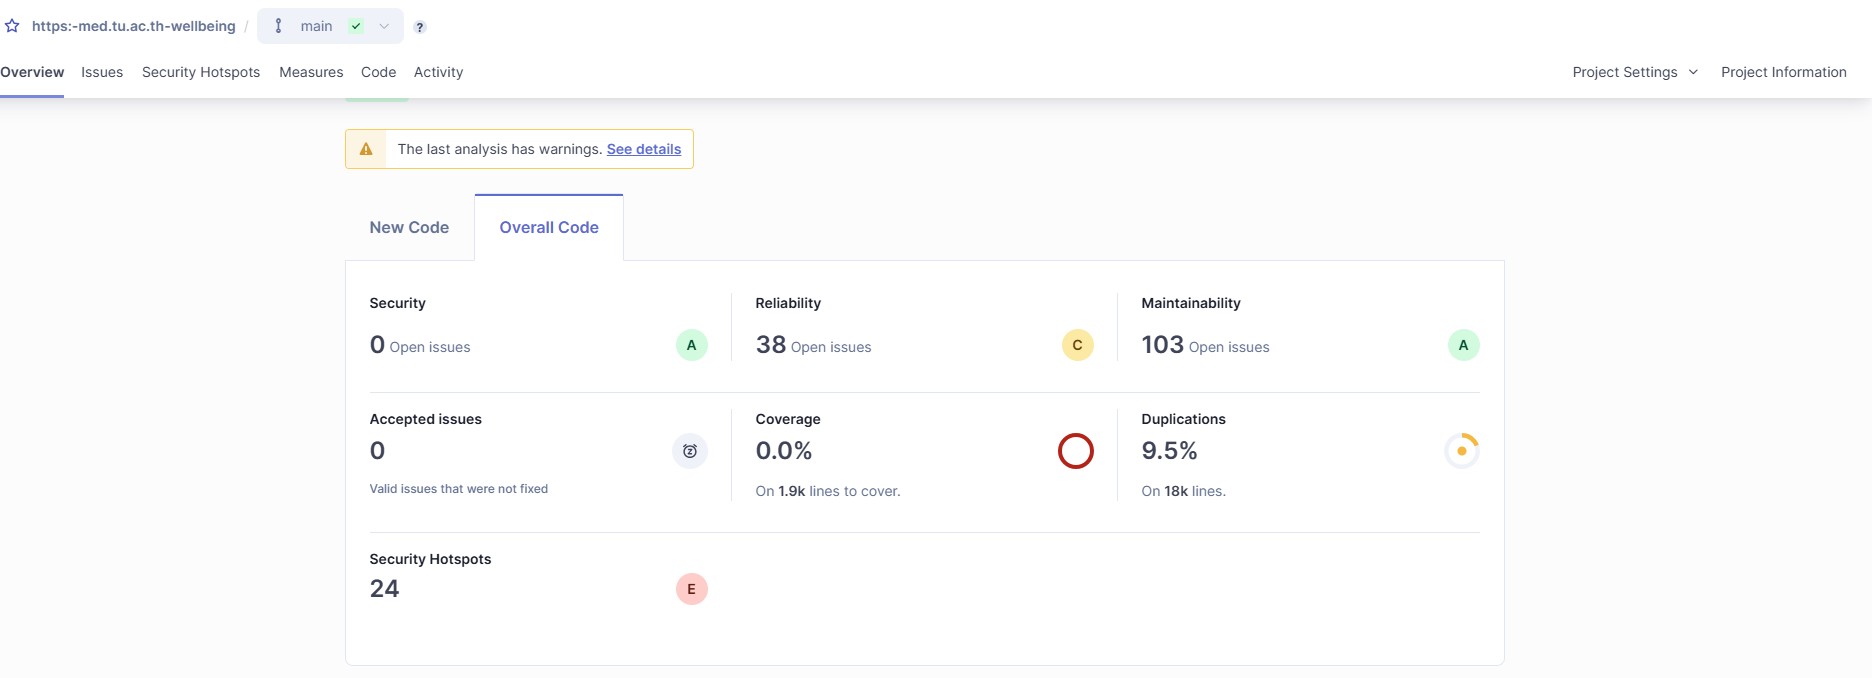 https:-med.tu.ac.th-wellbeing / main ?
Overview Issues Security Hotspots Measures Code Activity Project Settings Project Information
The last analysis has warnings. See details
New Code Overall Code
Security Reliability Maintainability
0 Open issues A 38 Open issues C 103 Open issues A
Accepted issues Coverage Duplications
0 0.0% 9.5%
Valid issues that were not fixed On 1.9k lines to cover. On 18k lines.
Security Hotspots
24 E